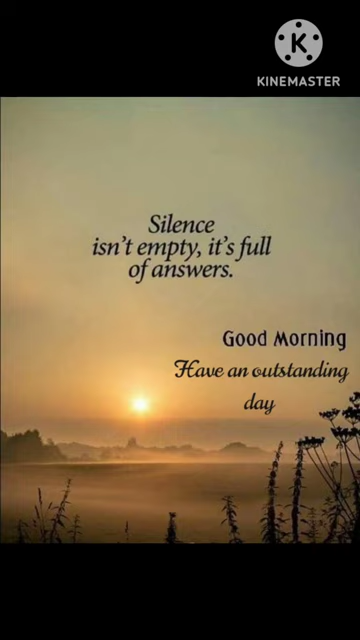 KINEMASTER
Silence
isn't empty, it's full
of answers.
Good Morning
Have an outstanding
day